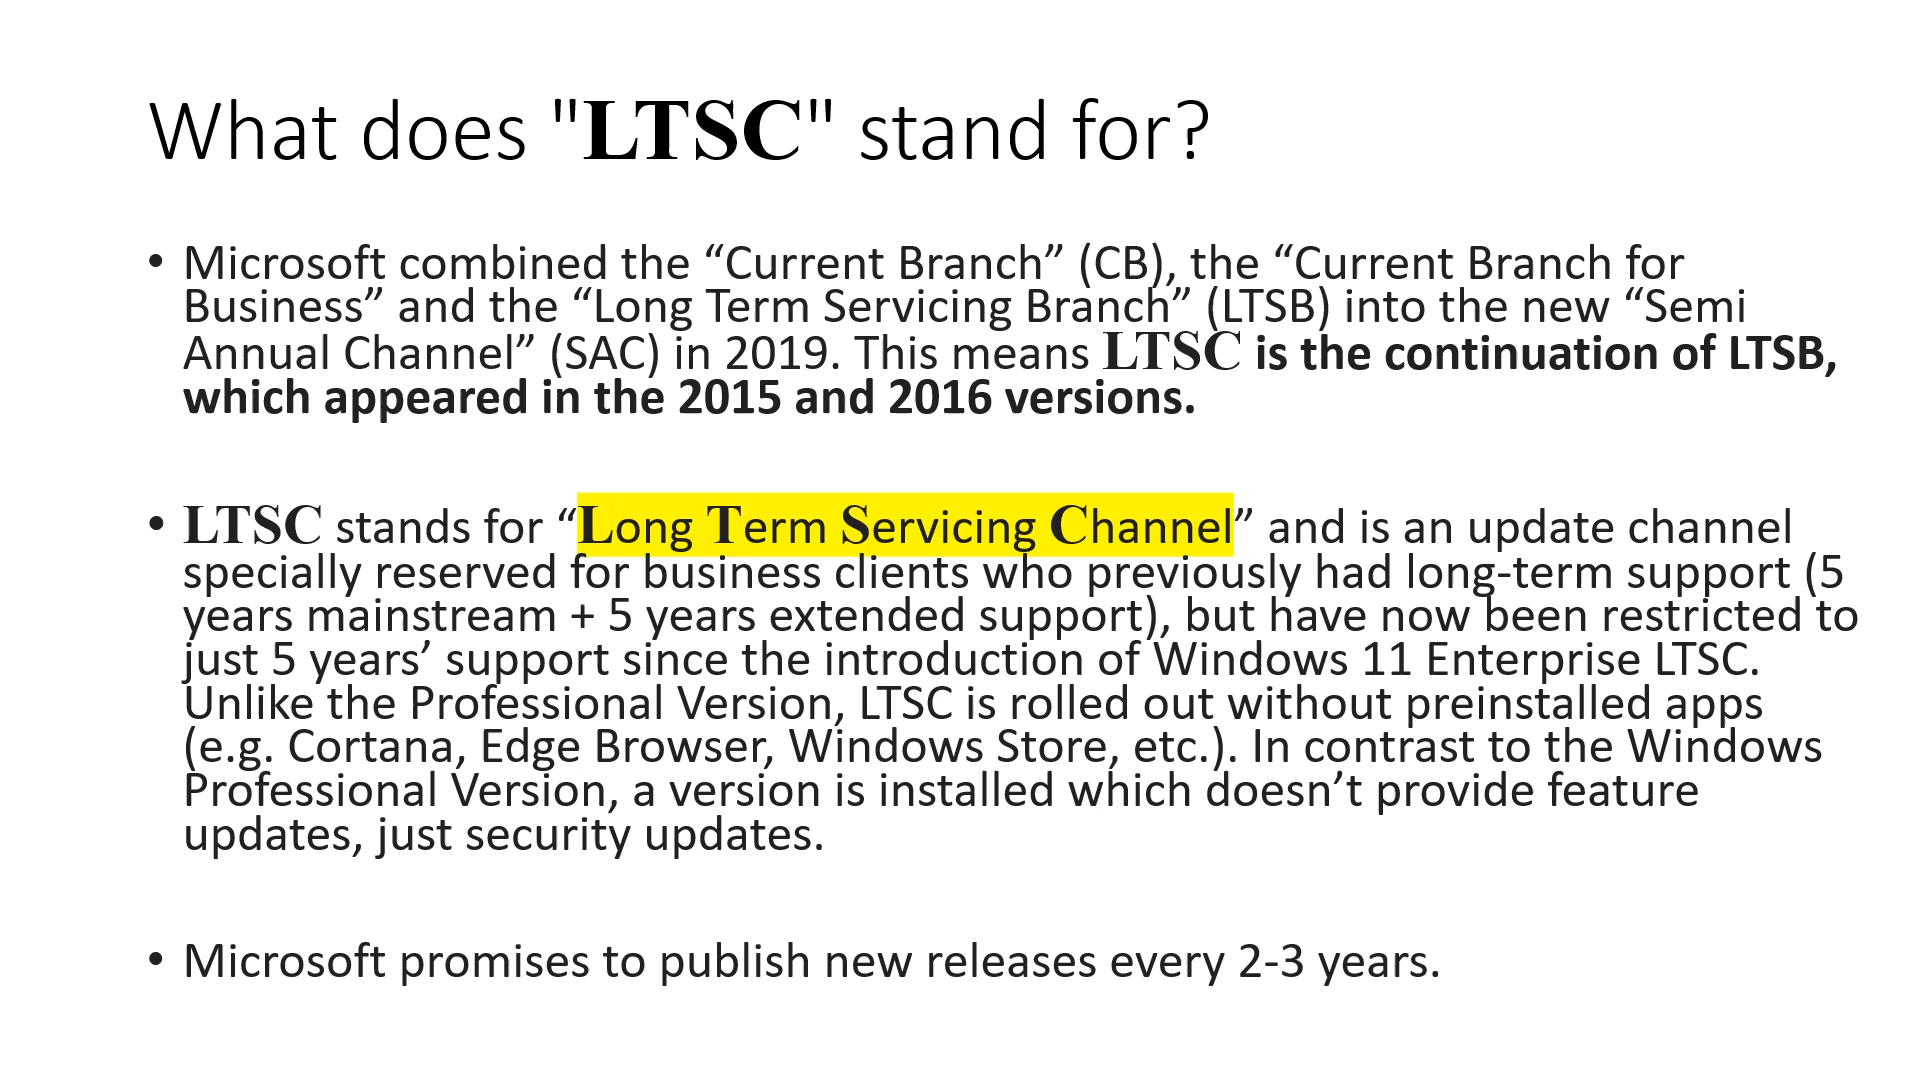 What does "LTSC" stand for?
• Microsoft combined the “Current Branch” (CB), the “Current Branch for
Business” and the “Long Term Servicing Branch” (LTSB) into the new “Semi
Annual Channel” (SAC) in 2019. This means LTSC is the continuation of LTSB,
which appeared in the 2015 and 2016 versions.
• LTSC stands for “Long Term Servicing Channel” and is an update channel
specially reserved for business clients who previously had long-term support (5
years mainstream + 5 years extended support), but have now been restricted to
just 5 years’ support since the introduction of Windows 11 Enterprise LTSC.
Unlike the Professional Version, LTSC is rolled out without preinstalled apps
(e.g. Cortana, Edge Browser, Windows Store, etc.). In contrast to the Windows
Professional Version, a version is installed which doesn’t provide feature
updates, just security updates.
• Microsoft promises to publish new releases every 2-3 years.